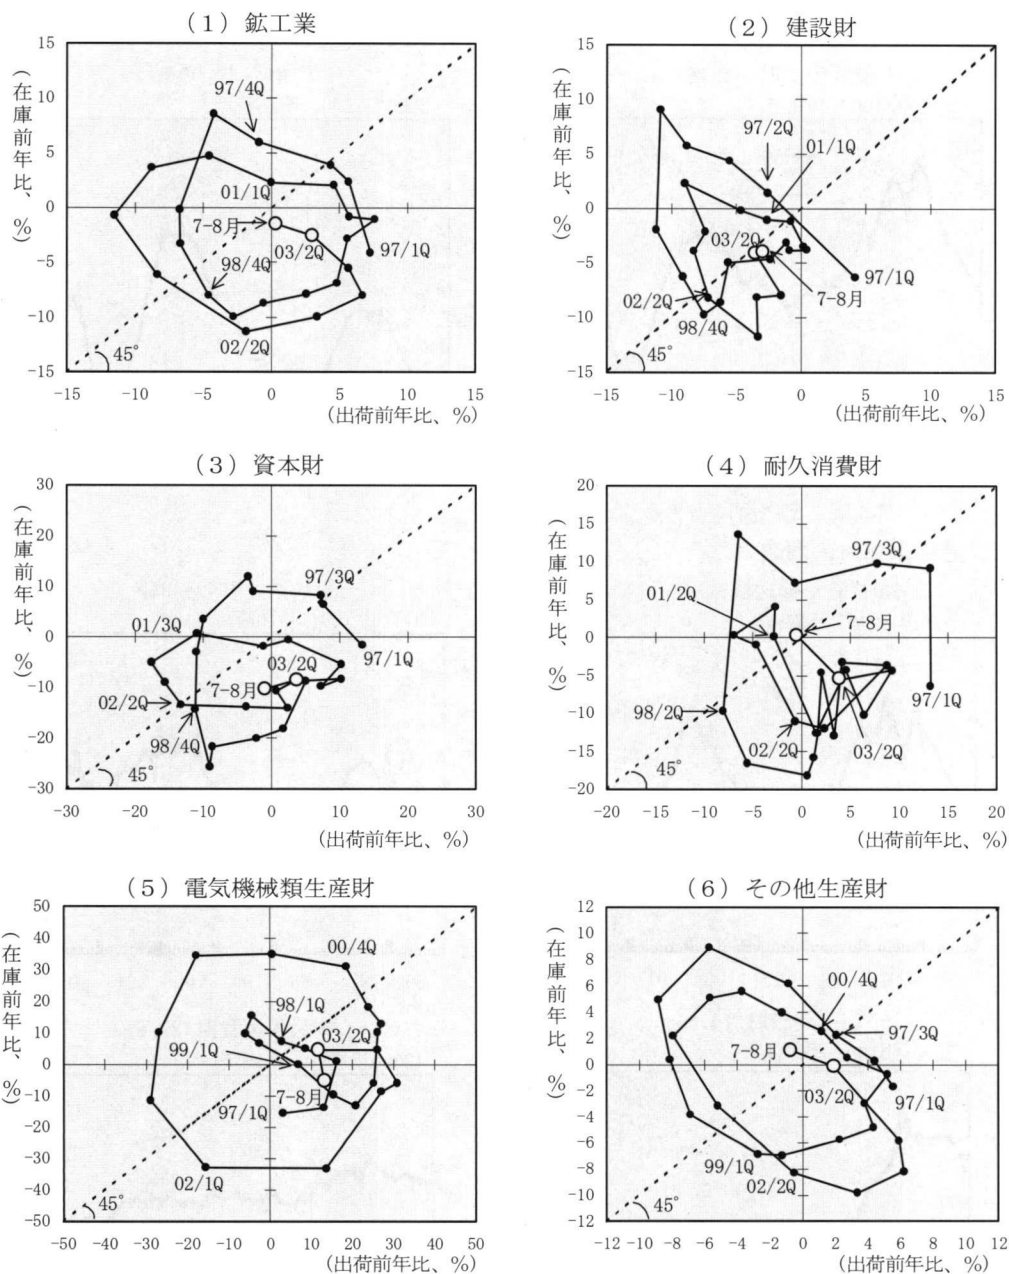 （１）鉱工業
（在庫前年比、％）
15
10
5
0
-5
-10
-15
-15
-10
-5
0
5
10
15
（出荷前年比、%）
97/4Q
01/1Q
7-8月
03/2Q
97/1Q
98/4Q
02/2Q
45°
（２）建設財
（在庫前年比、％）
15
10
5
0
-5
-10
-15
-15
-10
-5
0
5
10
15
（出荷前年比、%）
97/2Q
01/1Q
03/2Q
97/1Q
7-8月
02/2Q
98/4Q
45°
（３）資本財
（在庫前年比、％）
30
20
10
0
-10
-20
-30
-30
-20
-10
0
10
20
30
（出荷前年比、%）
97/3Q
01/3Q
03/2Q
97/1Q
7-8月
02/2Q
98/4Q
45°
（４）耐久消費財
（在庫前年比、％）
20
15
10
5
0
-5
-10
-15
-20
-20
-15
-10
-5
0
5
10
15
20
（出荷前年比、%）
97/3Q
01/2Q
7-8月
97/1Q
98/2Q
02/2Q
03/2Q
45°
（５）電気機械類生産財
（在庫前年比、％）
50
40
30
20
10
0
-10
-20
-30
-40
-50
-50
-40
-30
-20
-10
0
10
20
30
40
50
（出荷前年比、%）
00/4Q
98/1Q
03/2Q
99/1Q
7-8月
97/1Q
02/1Q
45°
（６）その他生産財
（在庫前年比、％）
12
10
8
6
4
2
0
-2
-4
-6
-8
-10
-12
-12
-10
-8
-6
-4
-2
0
2
4
6
8
10
12
（出荷前年比、%）
00/4Q
97/3Q
7-8月
03/2Q
97/1Q
99/1Q
02/2Q
45°